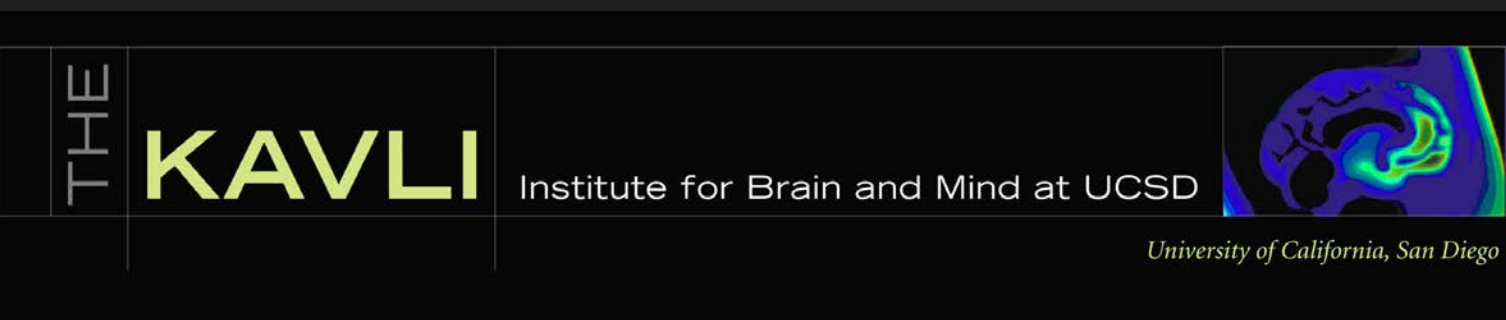 THE
KAVLI
Institute for Brain and Mind at UCSD
University of California, San Diego